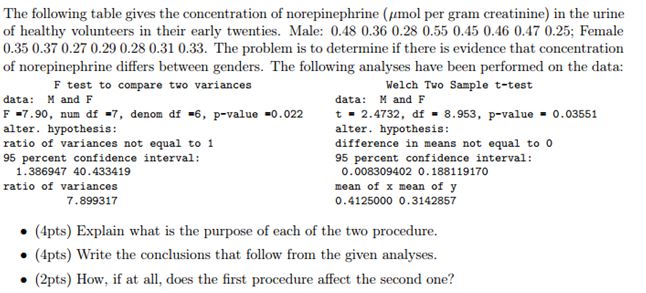 The following table gives the concentration of norepinephrine (μmol per gram creatinine) in the urine
of healthy volunteers in their early twenties. Male: 0.48 0.36 0.28 0.55 0.45 0.46 0.47 0.25; Female
0.35 0.37 0.27 0.29 0.28 0.31 0.33. The problem is to determine if there is evidence that concentration
of norepinephrine differs between genders. The following analyses have been performed on the data:
F test to compare two variances
data: M and F
F =7.90, num df =7, denom df =6, p-value =0.022
alter. hypothesis:
ratio of variances not equal to 1
95 percent confidence interval:
1.386947 40.433419
ratio of variances
7.899317
Welch Two Sample t-test
data: M and F
t = 2.4732, df = 8.953, p-value = 0.03551
alter. hypothesis:
difference in means not equal to 0
95 percent confidence interval:
0.008309402 0.188119170
mean of x mean of y
0.4125000 0.3142857
• (4pts) Explain what is the purpose of each of the two procedure.
• (4pts) Write the conclusions that follow from the given analyses.
• (2pts) How, if at all, does the first procedure affect the second one?